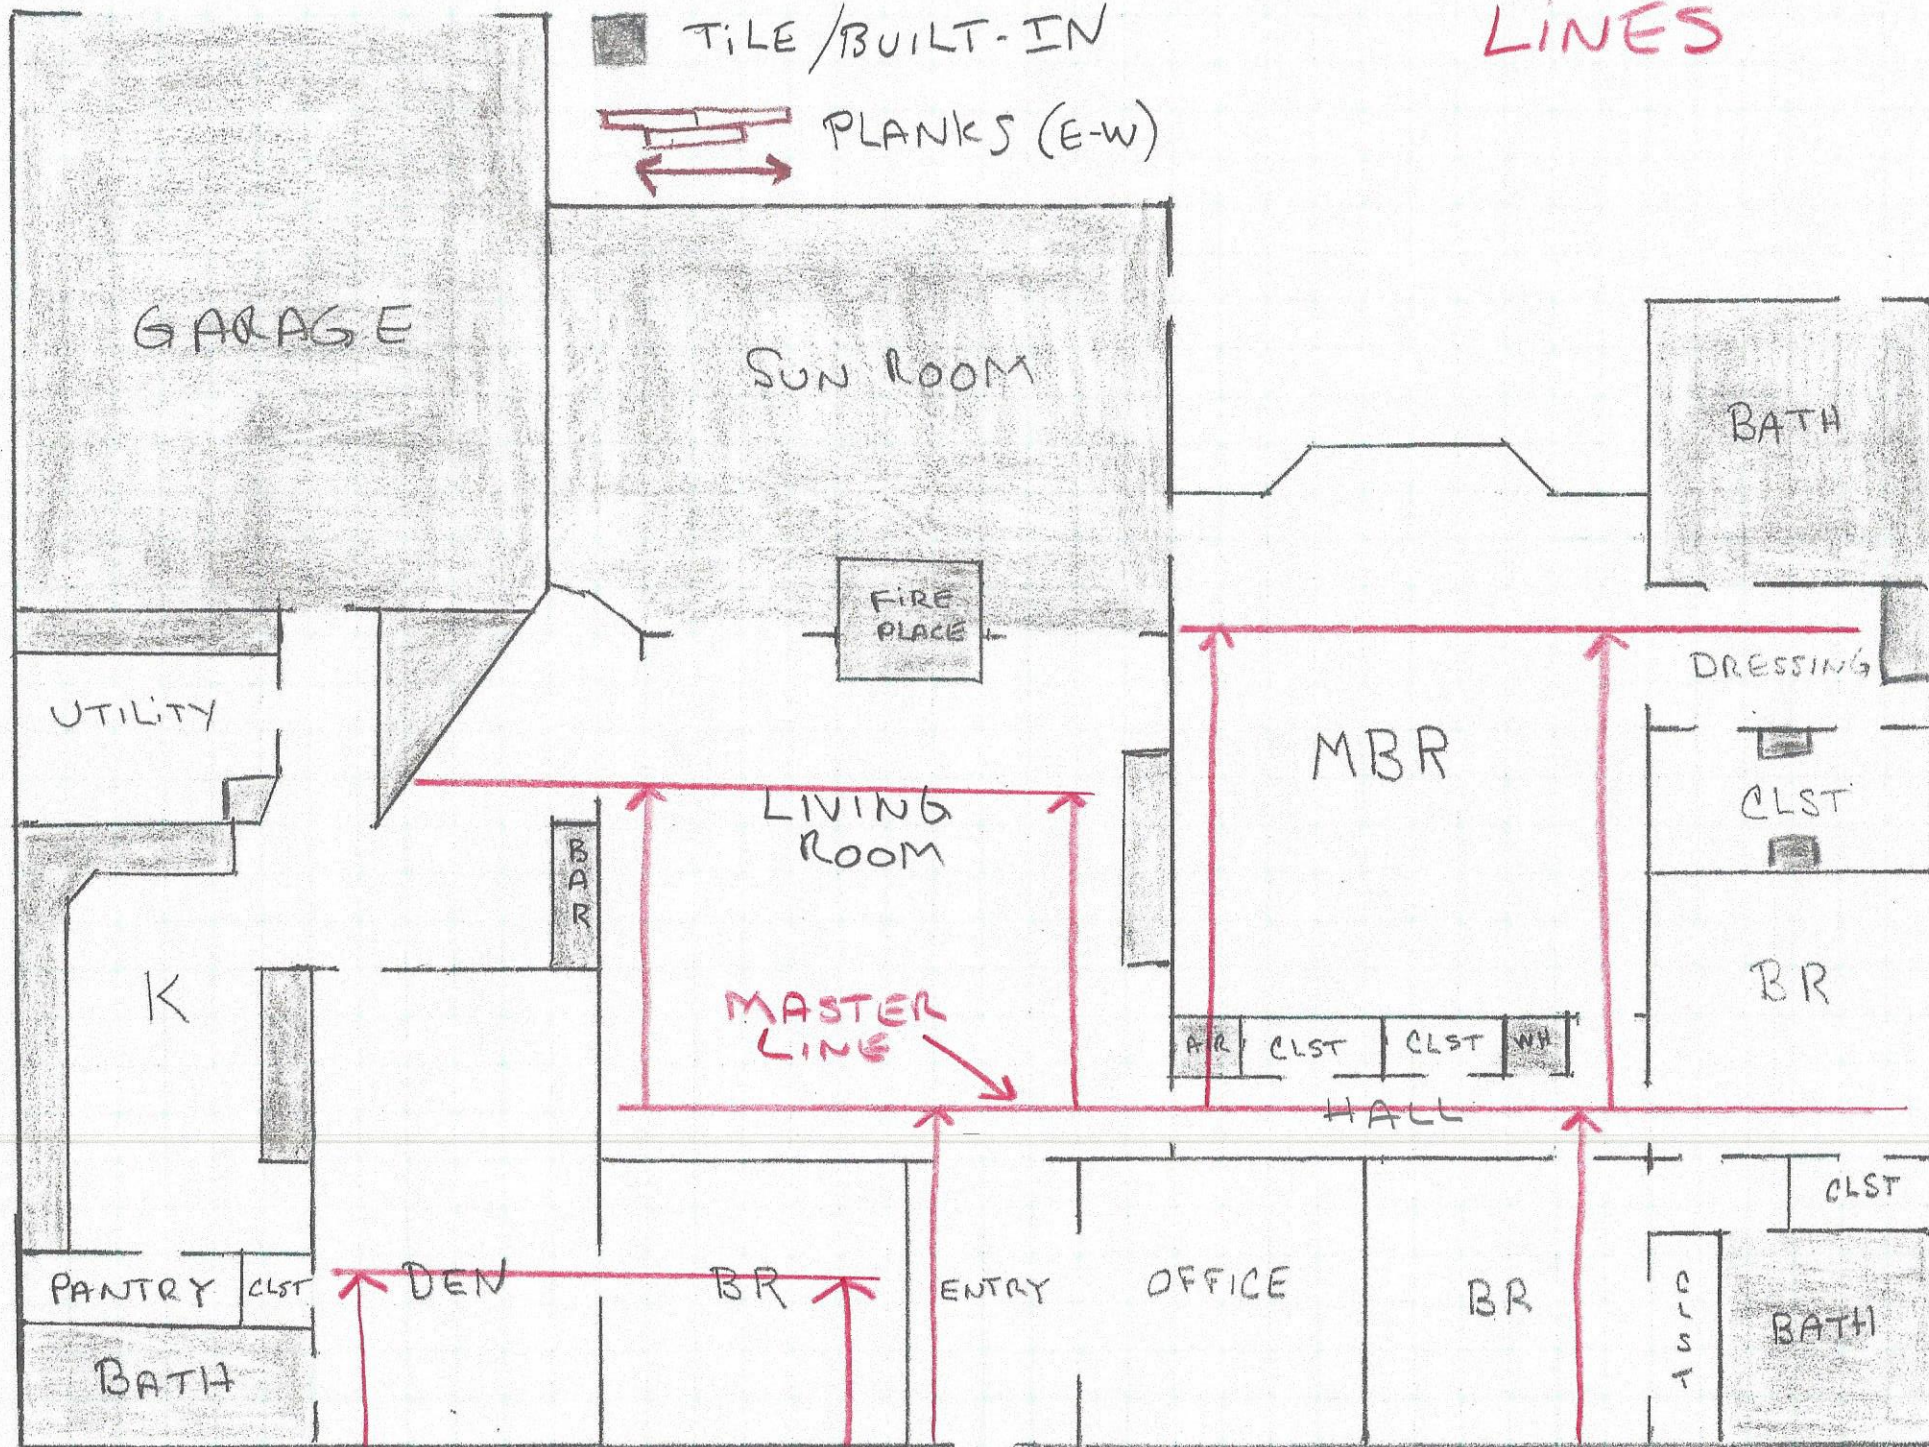 TILE/BUILT-IN
LINES
PLANKS (E-W)
GARAGE
SUN ROOM
BATH
FIRE
PLACE
DRESSING
UTILITY
MBR
LIVING
ROOM
CLST
BAR
K
BR
MASTER
LINE
AR
CLST
CLST
WH
HALL
CLST
PANTRY
CLST
DEN
BR
ENTRY
OFFICE
BR
CLST
BATH
BATH